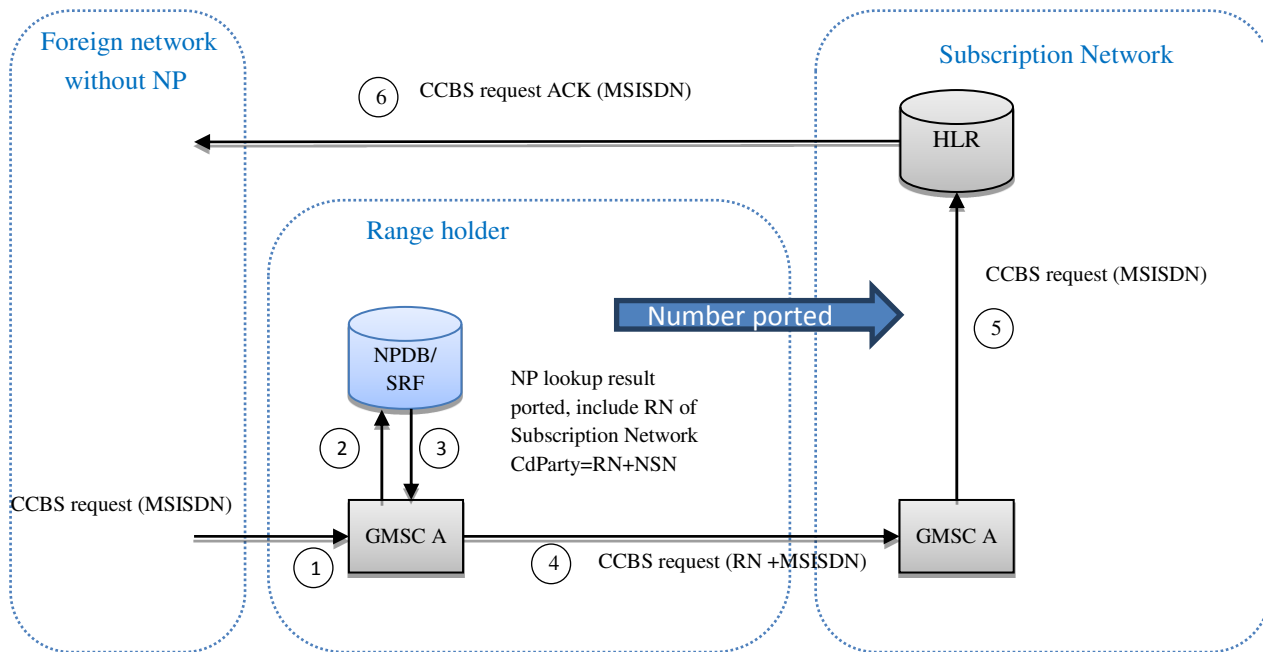 Foreign network
without NP
Subscription Network
6
CCBS request ACK (MSISDN)
HLR
Range holder
CCBS request (MSISDN)
Number ported
5
NPDB/
SRF
NP lookup result
ported, include RN of
Subscription Network
CdParty=RN+NSN
2
3
CCBS request (MSISDN)
GMSC A
GMSC A
1
4
CCBS request (RN +MSISDN)